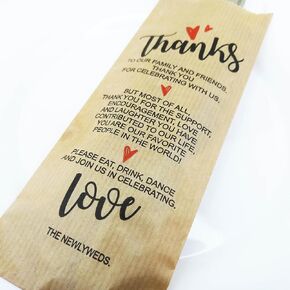 Thanks
TO OUR FAMILY AND FRIENDS,
THANK YOU
FOR CELEBRATING WITH US,
BUT MOST OF ALL,
THANK YOU FOR THE SUPPORT,
ENCOURAGEMENT, LOVE
AND LAUGHTER YOU HAVE
CONTRIBUTED TO OUR LIFE.
YOU ARE OUR FAVORITE
PEOPLE IN THE WORLD!
PLEASE EAT, DRINK, DANCE
AND JOIN US IN CELEBRATING.
love
THE NEWLYWEDS.